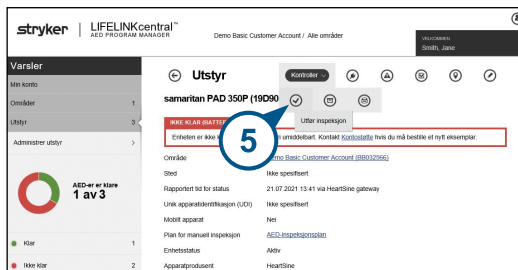 stryker
LIFELINKcentral™
AED PROGRAM MANAGER
Demo Basic Customer Account / Alle områder
VELKOMMEN
Smith, Jane
Varsler
Min konto
Områder 1
Utstyr 3
Administrer utstyr
AED-er er klare
1 av 3
Klar 1
Ikke klar 2
Utstyr
Kontroller
samaritan PAD 350P (19D90
Utfør inspeksjon
IKKE KLAR (BATTER
Enheten er ikke k umiddelbart. Kontakt Kontostøtte hvis du må bestille et nytt eksemplar.
5
Område Demo Basic Customer Account (BB032566)
Sted Ikke spesifisert
Rapportert tid for status 21.07.2021 13:41 via HeartSine gateway
Unik apparatidentifikasjon (UDI) Ikke spesifisert
Mobilt apparat Nei
Plan for manuell inspeksjon AED-inspeksjonsplan
Enhetsstatus Aktiv
Apparatprodusent HeartSine